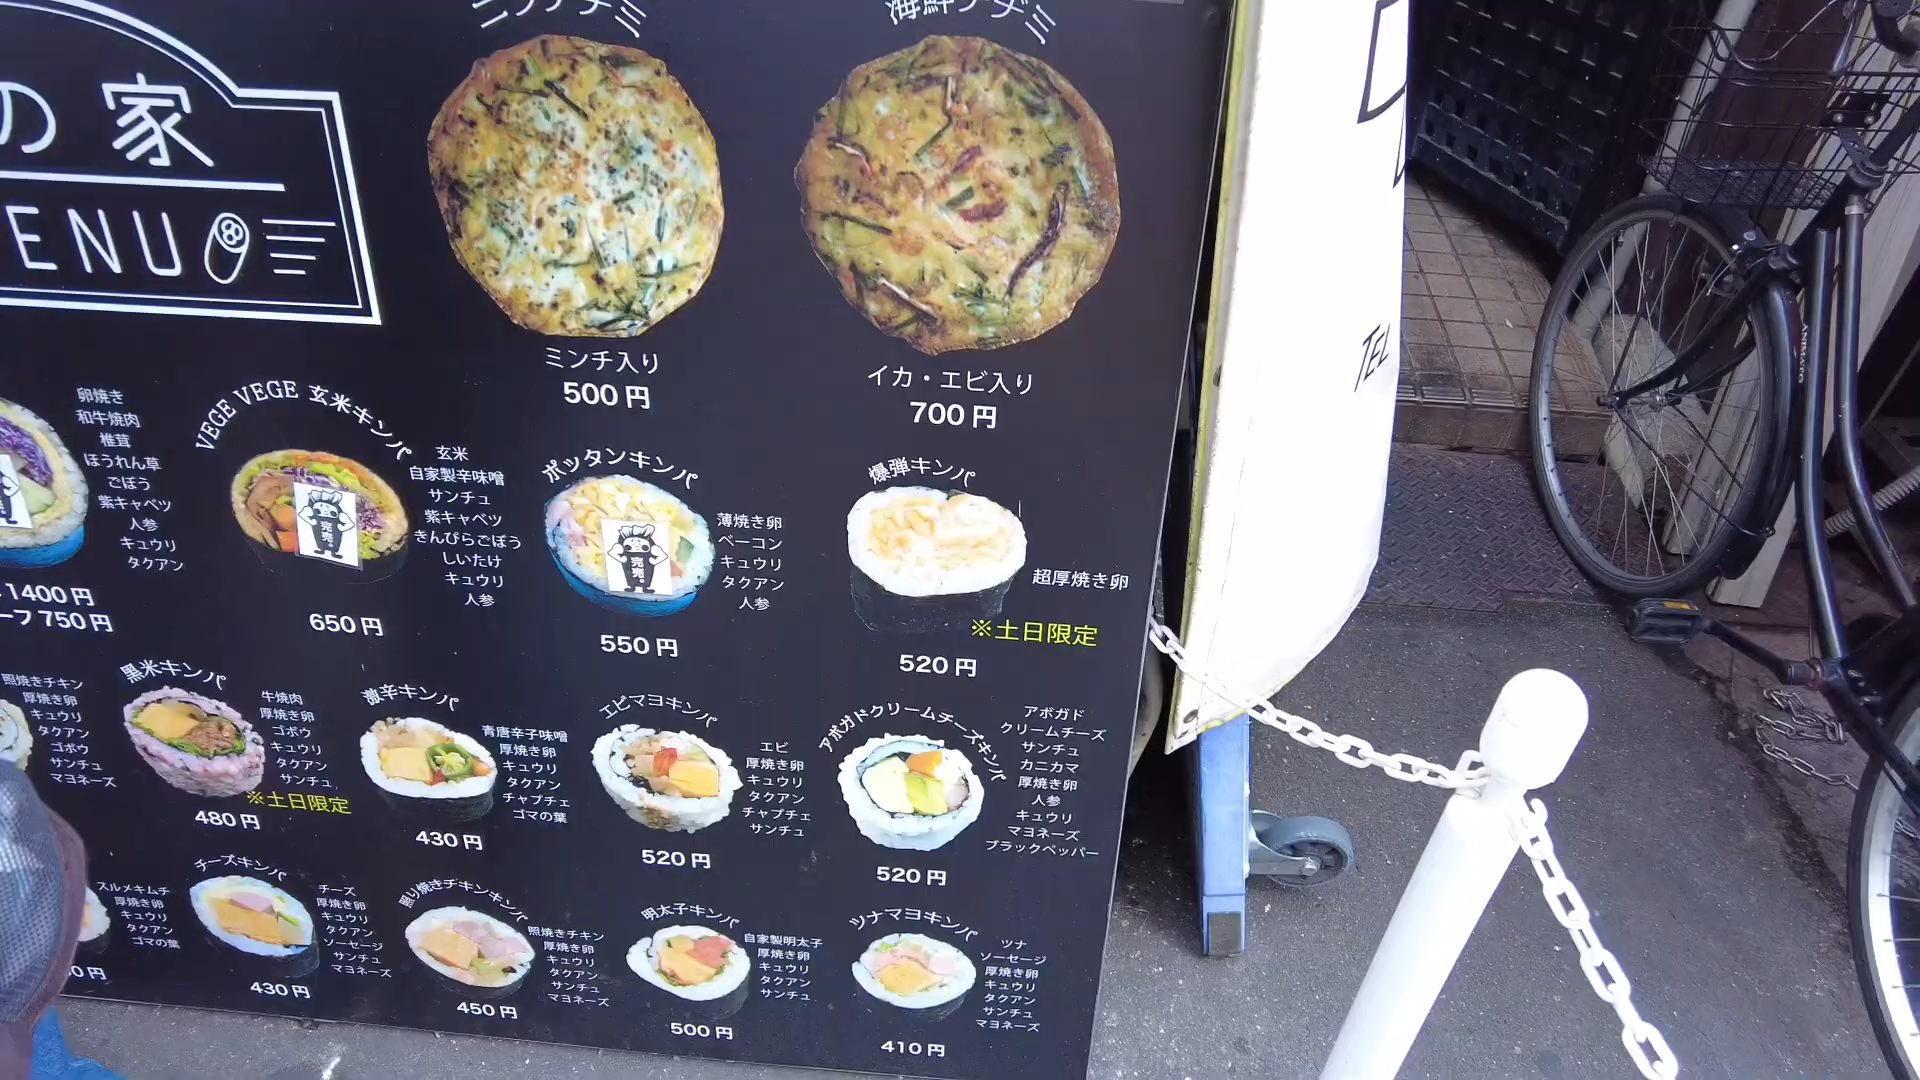 の家
ENU
海鮮チヂミ
ミンチ入り
500円
イカ・エビ入り
700円
卵焼き
和牛焼肉
椎茸
ほうれん草
ごぼう
紫キャベツ
人参
キュウリ
タクアン
1400円
ーフ750円
VEGE VEGE 玄米キンパ
完売。
玄米
自家製辛味噌
サンチュ
紫キャベツ
きんぴらごぼう
しいたけ
キュウリ
人参
650円
ポッタンキンパ
完売。
薄焼き卵
ベーコン
キュウリ
タクアン
人参
550円
爆弾キンパ
超厚焼き卵
※土日限定
520円
照焼きチキン
厚焼き卵
キュウリ
タクアン
ゴボウ
サンチュ
マヨネーズ
黒米キンパ
牛焼肉
厚焼き卵
ゴボウ
キュウリ
タクアン
サンチュ
※土日限定
480円
激辛キンパ
青唐辛子味噌
厚焼き卵
キュウリ
タクアン
チャプチェ
ゴマの葉
430円
エビマヨキンパ
エビ
厚焼き卵
キュウリ
タクアン
チャプチェ
サンチュ
520円
アボガドクリームチーズキンパ
アボガド
クリームチーズ
サンチュ
カニカマ
厚焼き卵
人参
キュウリ
マヨネーズ
ブラックペッパー
520円
スルメキムチ
厚焼き卵
キュウリ
タクアン
ゴマの葉
0円
チーズキンパ
チーズ
厚焼き卵
キュウリ
タクアン
ソーセージ
サンチュ
マヨネーズ
430円
照り焼きチキンキンパ
照焼きチキン
厚焼き卵
キュウリ
タクアン
サンチュ
マヨネーズ
450円
明太子キンパ
自家製明太子
厚焼き卵
キュウリ
タクアン
サンチュ
500円
ツナマヨキンパ
ツナ
ソーセージ
厚焼き卵
キュウリ
タクアン
サンチュ
マヨネーズ
410円
TEL